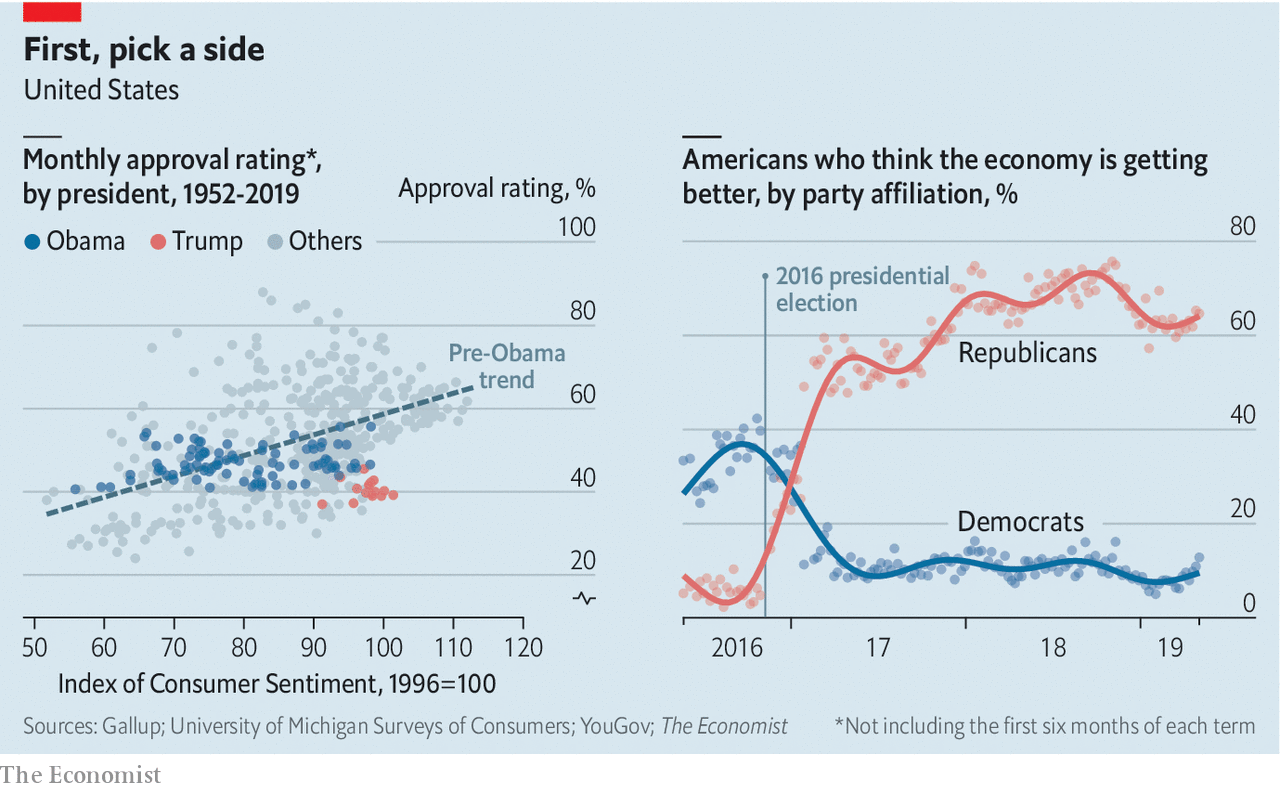 First, pick a side
United States
Monthly approval rating*,
by president, 1952-2019
Approval rating, %
Obama
Trump
Others
100
80
60
40
20
Pre-Obama
trend
50
60
70
80
90
100
110
120
Index of Consumer Sentiment, 1996=100
Americans who think the economy is getting
better, by party affiliation, %
80
60
40
20
0
2016 presidential
election
Republicans
Democrats
2016
17
18
19
Sources: Gallup; University of Michigan Surveys of Consumers; YouGov; The Economist
*Not including the first six months of each term
The Economist